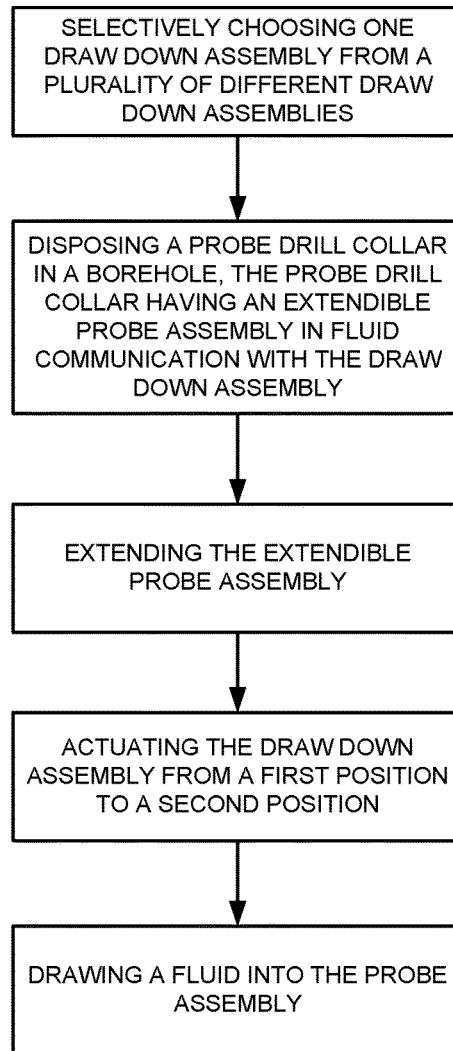 SELECTIVELY CHOOSING ONE
DRAW DOWN ASSEMBLY FROM A
PLURALITY OF DIFFERENT DRAW
DOWN ASSEMBLIES
DISPOSING A PROBE DRILL COLLAR
IN A BOREHOLE, THE PROBE DRILL
COLLAR HAVING AN EXTENDIBLE
PROBE ASSEMBLY IN FLUID
COMMUNICATION WITH THE DRAW
DOWN ASSEMBLY
EXTENDING THE EXTENDIBLE
PROBE ASSEMBLY
ACTUATING THE DRAW DOWN
ASSEMBLY FROM A FIRST POSITION
TO A SECOND POSITION
DRAWING A FLUID INTO THE PROBE
ASSEMBLY